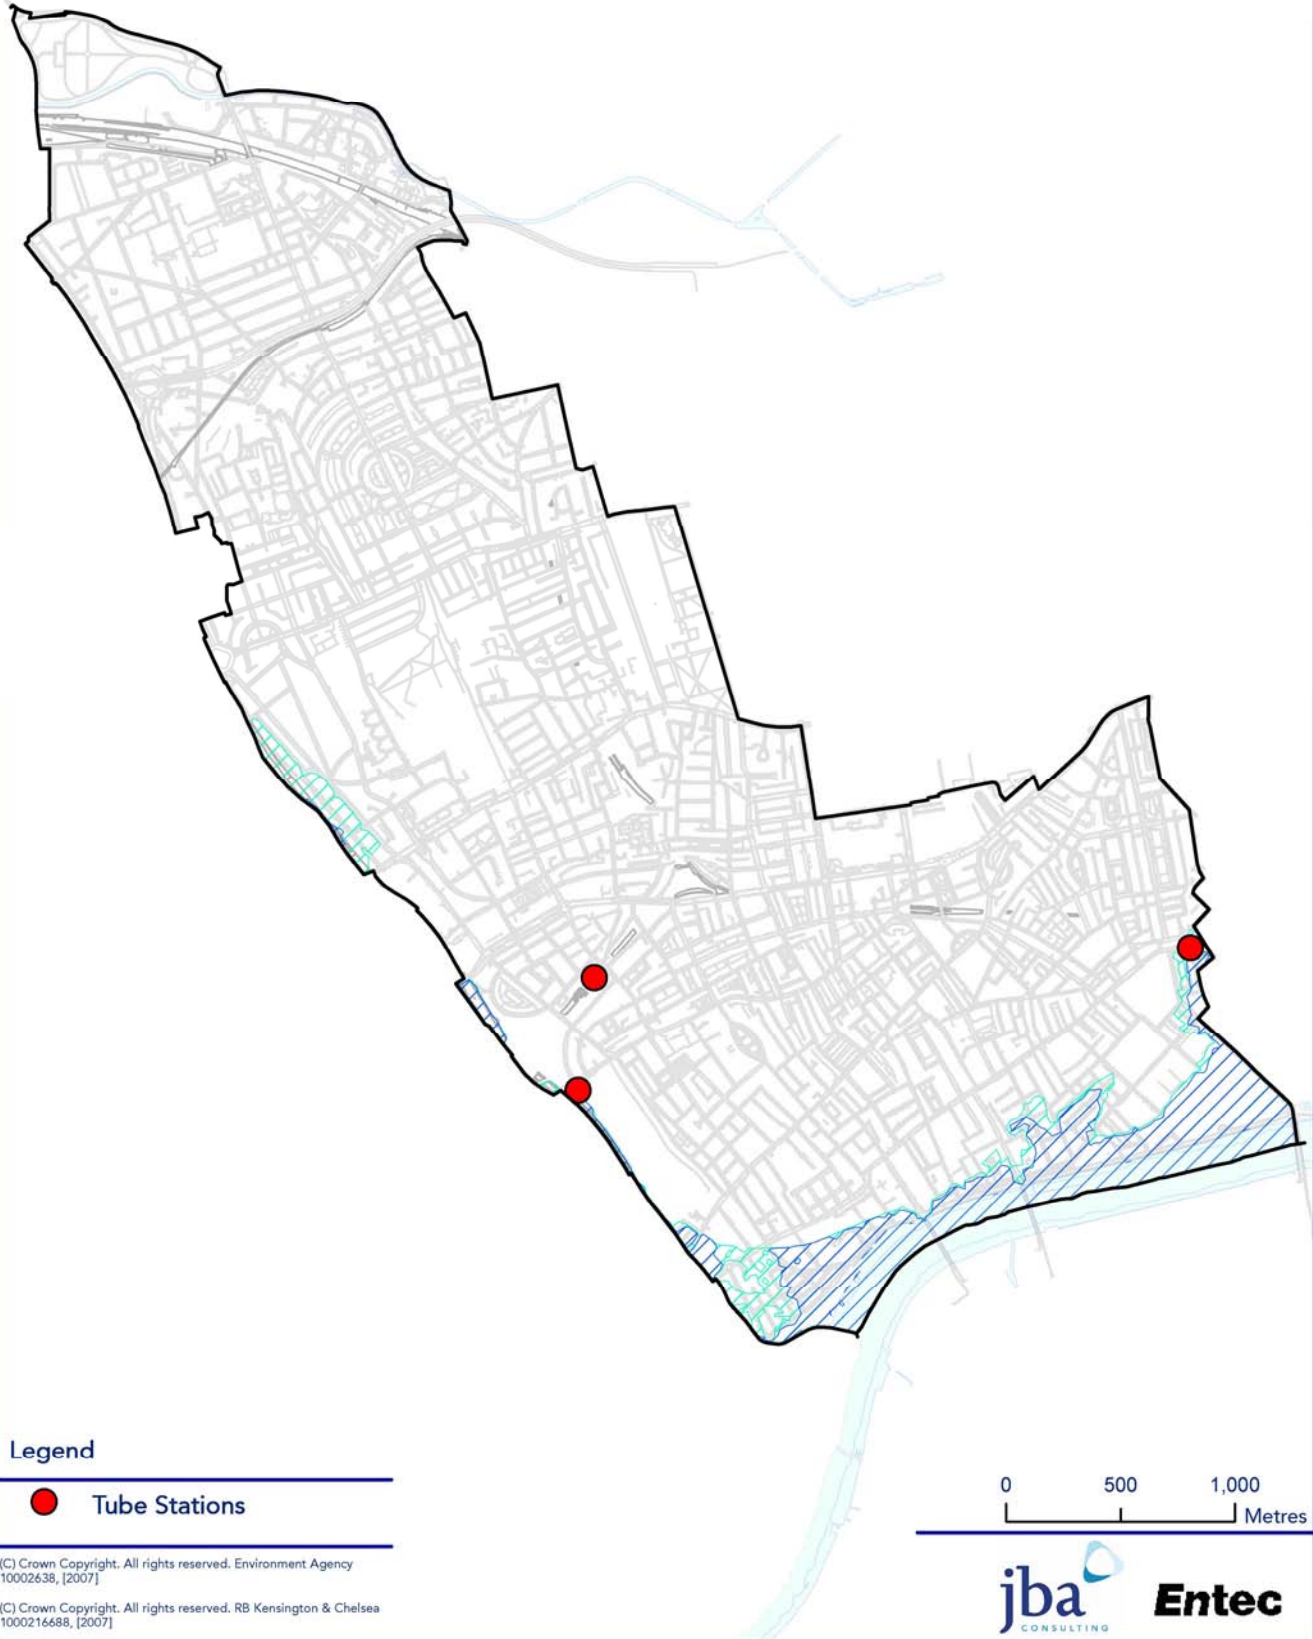 Legend
Tube Stations
(C) Crown Copyright. All rights reserved. Environment Agency
10002638, [2007]
(C) Crown Copyright. All rights reserved. RB Kensington & Chelsea
1000216688, [2007]
0 500 1,000
Metres
jba
CONSULTING
Entec